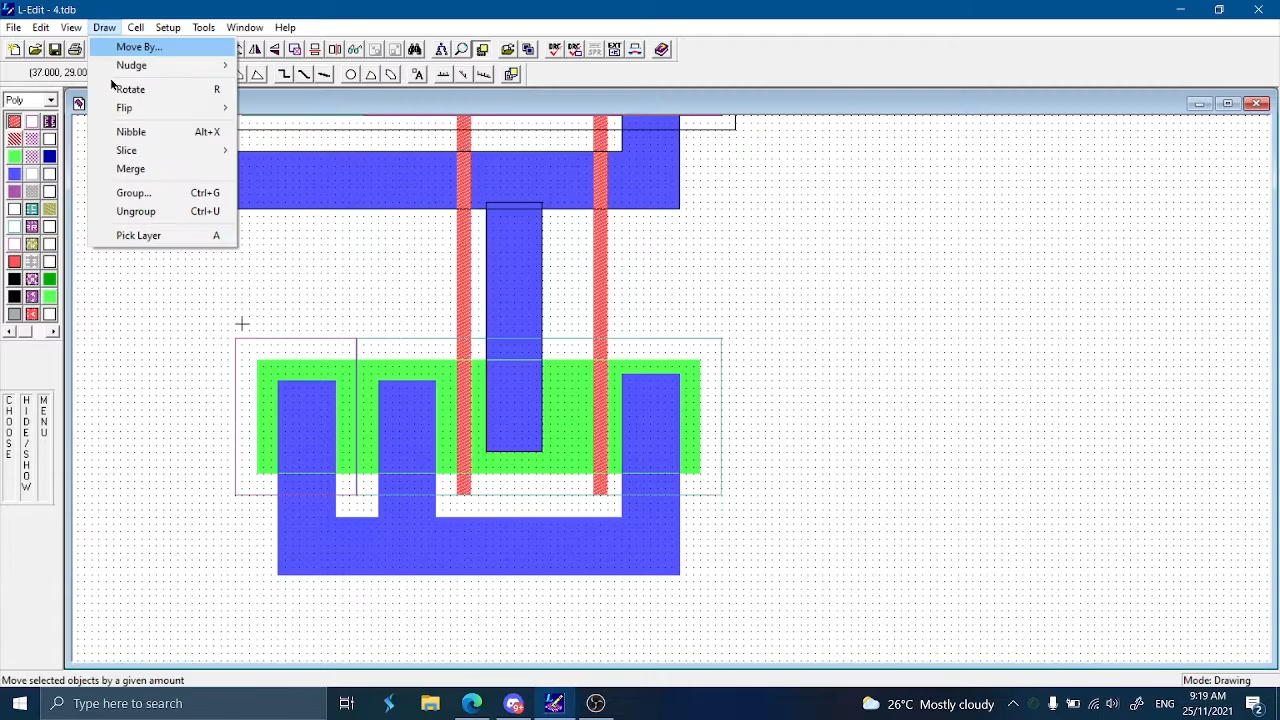 L-Edit - 4.tdb
File Edit View Draw Cell Setup Tools Window Help
Move By...
(37.000, 29.00
Nudge
Rotate R
Poly
Flip
Nibble Alt+X
Slice
Merge
Group... Ctrl+G
Ungroup Ctrl+U
Pick Layer A
CHOOSE
HIDE/SHOW
MENU
Move selected objects by a given amount
Mode: Drawing
Type here to search
26°C Mostly cloudy
ENG
9:19 AM
25/11/2021
2